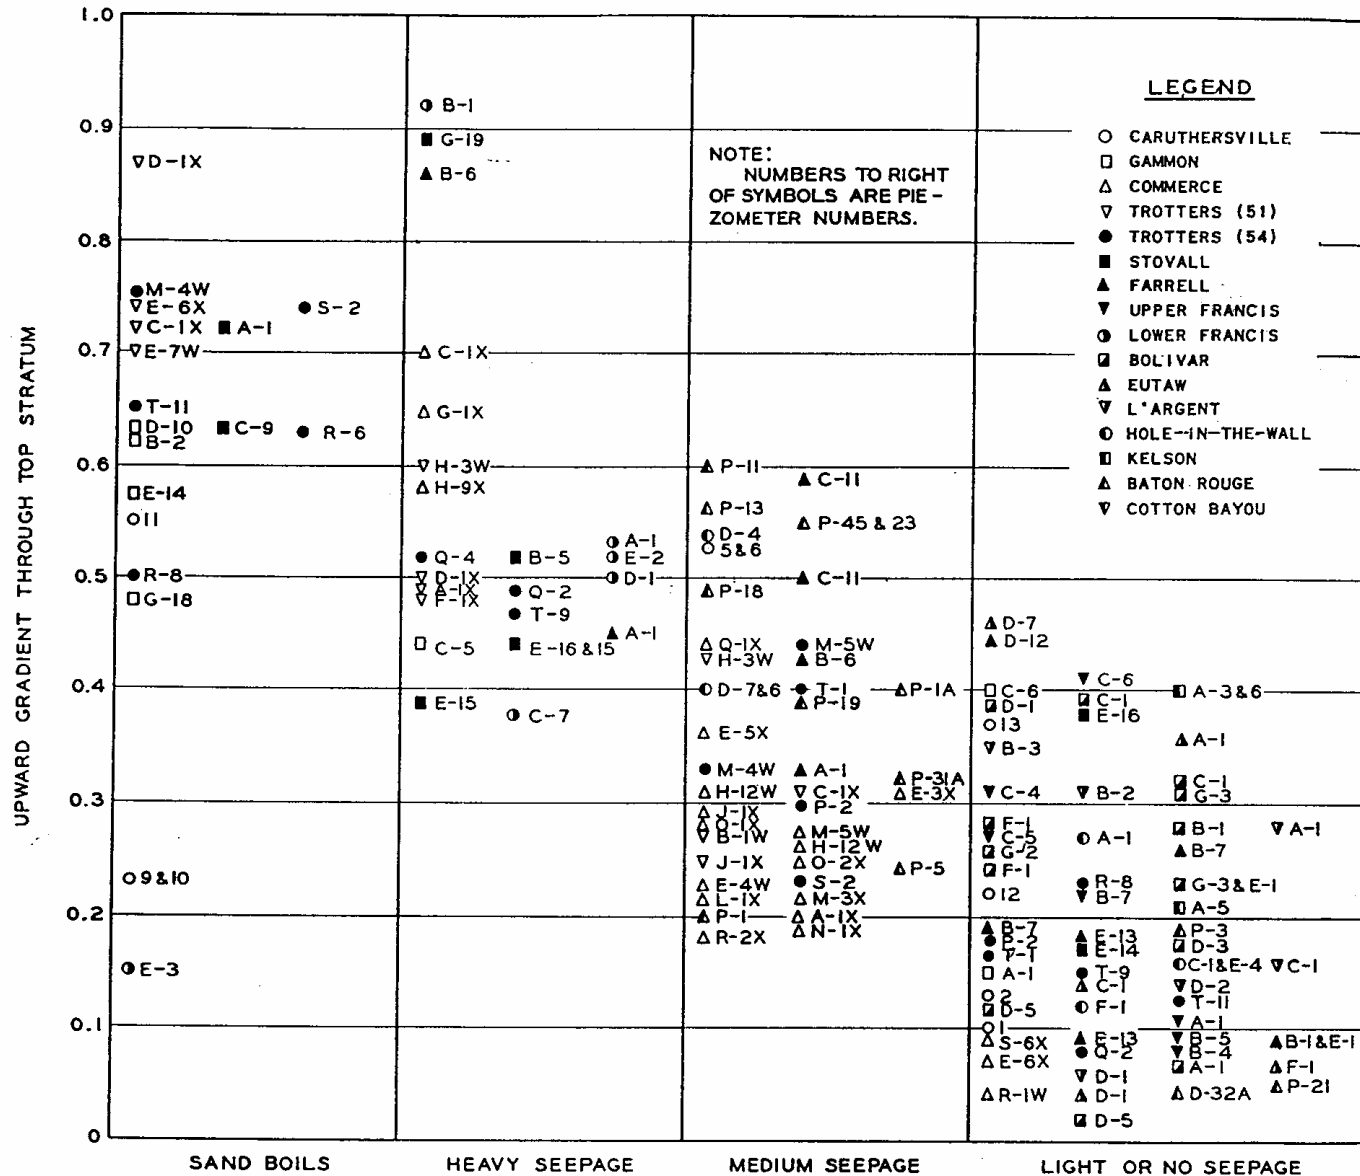 UPWARD GRADIENT THROUGH TOP STRATUM
1.0
0.9
0.8
0.7
0.6
0.5
0.4
0.3
0.2
0.1
0
D-1X
M-4W
E-6X
S-2
C-1X
A-1
E-7W
T-11
D-10
C-9
R-6
B-2
E-14
11
R-8
G-18
9&10
E-3
SAND BOILS
B-1
G-19
B-6
C-1X
G-1X
H-3W
H-9X
A-1
Q-4
B-5
E-2
D-1X
D-1
A-1X
Q-2
F-1X
T-9
A-1
C-5
E-16&15
E-15
C-7
HEAVY SEEPAGE
NOTE:
NUMBERS TO RIGHT
OF SYMBOLS ARE PIE-
ZOMETER NUMBERS.
P-11
C-11
P-13
P-45 & 23
D-4
5&6
C-11
P-18
Q-1X
M-5W
H-3W
B-6
D-7&6
T-1
P-1A
P-19
E-5X
M-4W
A-1
P-31A
H-12W
C-1X
E-3X
P-2
J-1X
O-1X
M-5W
B-1W
H-12W
J-1X
O-2X
P-5
E-4W
S-2
L-1X
M-3X
P-1
A-1X
R-2X
N-1X
MEDIUM SEEPAGE
LEGEND
CARUTHERSVILLE
GAMMON
COMMERCE
TROTTERS (51)
TROTTERS (54)
STOVALL
FARRELL
UPPER FRANCIS
LOWER FRANCIS
BOLIVAR
EUTAW
L'ARGENT
HOLE-IN-THE-WALL
KELSON
BATON ROUGE
COTTON BAYOU
D-7
D-12
C-6
C-6
A-3&6
D-1
C-1
13
E-16
B-3
A-1
C-1
C-4
B-2
G-3
F-1
B-1
A-1
C-5
A-1
G-2
B-7
F-1
R-8
G-3&E-1
12
B-7
A-5
B-7
E-13
P-3
P-2
E-14
D-3
T-1
C-1&E-4
C-1
A-1
T-9
C-1
D-2
2
T-11
D-5
F-1
1
A-1
S-6X
E-13
B-5
B-1&E-1
Q-2
B-4
E-6X
A-1
F-1
D-1
P-21
R-1W
D-1
D-32A
D-5
LIGHT OR NO SEEPAGE